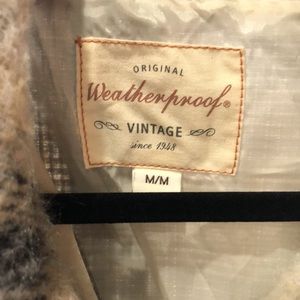 ORIGINAL
Weatherproof®
VINTAGE
since 1948
M/M